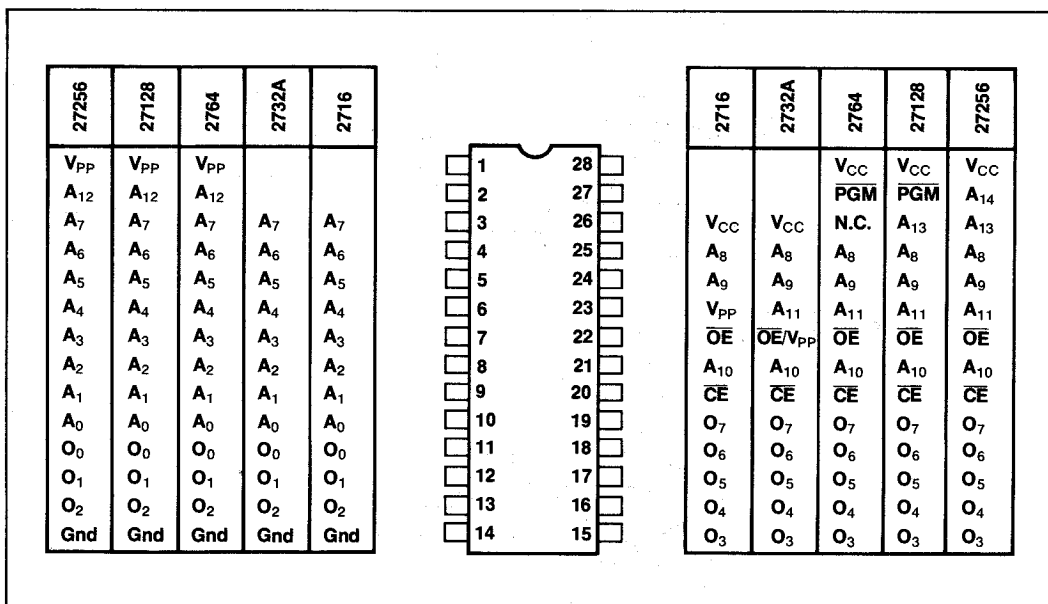 27256 27128 2764 2732A 2716 2716 2732A 2764 27128 27256
VPP VPP VPP 1 28 VCC VCC VCC
A12 A12 A12 2 27 PGM PGM A14
A7 A7 A7 A7 A7 3 26 VCC VCC N.C. A13 A13
A6 A6 A6 A6 A6 4 25 A8 A8 A8 A8 A8
A5 A5 A5 A5 A5 5 24 A9 A9 A9 A9 A9
A4 A4 A4 A4 A4 6 23 VPP A11 A11 A11 A11
A3 A3 A3 A3 A3 7 22 OE OE/VPP OE OE OE
A2 A2 A2 A2 A2 8 21 A10 A10 A10 A10 A10
A1 A1 A1 A1 A1 9 20 CE CE CE CE CE
A0 A0 A0 A0 A0 10 19 O7 O7 O7 O7 O7
O0 O0 O0 O0 O0 11 18 O6 O6 O6 O6 O6
O1 O1 O1 O1 O1 12 17 O5 O5 O5 O5 O5
O2 O2 O2 O2 O2 13 16 O4 O4 O4 O4 O4
Gnd Gnd Gnd Gnd Gnd 14 15 O3 O3 O3 O3 O3